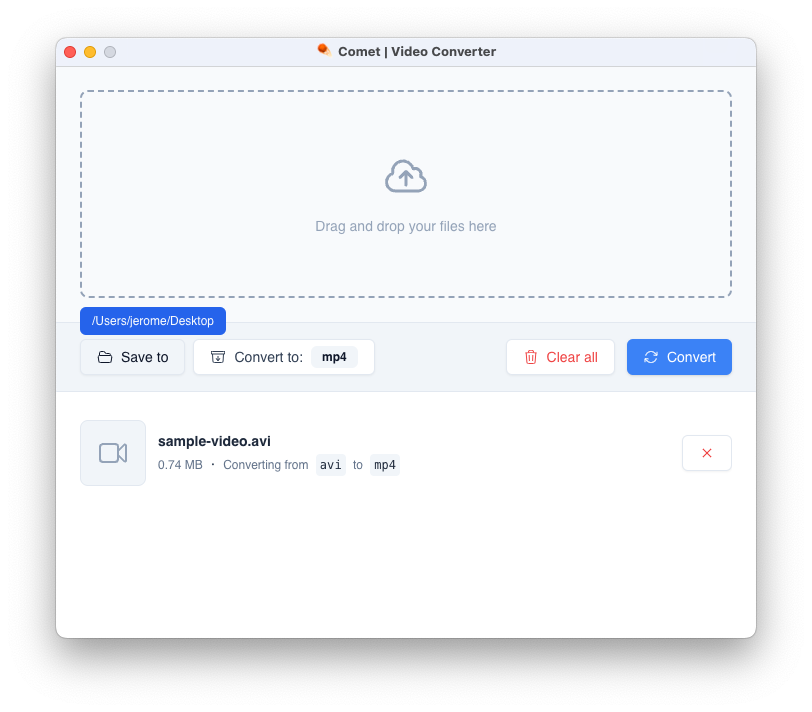 Comet | Video Converter
Drag and drop your files here
/Users/jerome/Desktop
Save to
Convert to: mp4
Clear all
Convert
sample-video.avi
0.74 MB · Converting from avi to mp4